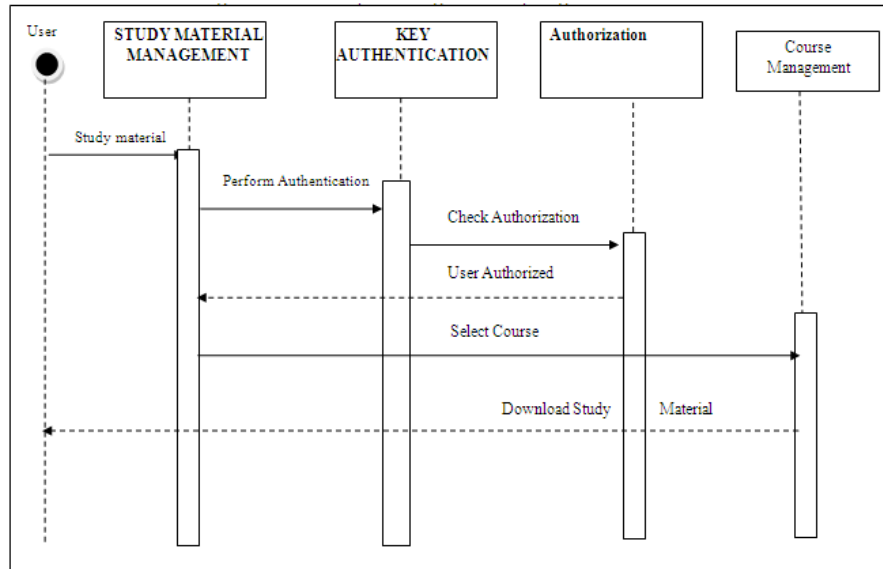 User
STUDY MATERIAL
MANAGEMENT
KEY
AUTHENTICATION
Authorization
Course
Management
Study material
Perform Authentication
Check Authorization
User Authorized
Select Course
Download Study Material